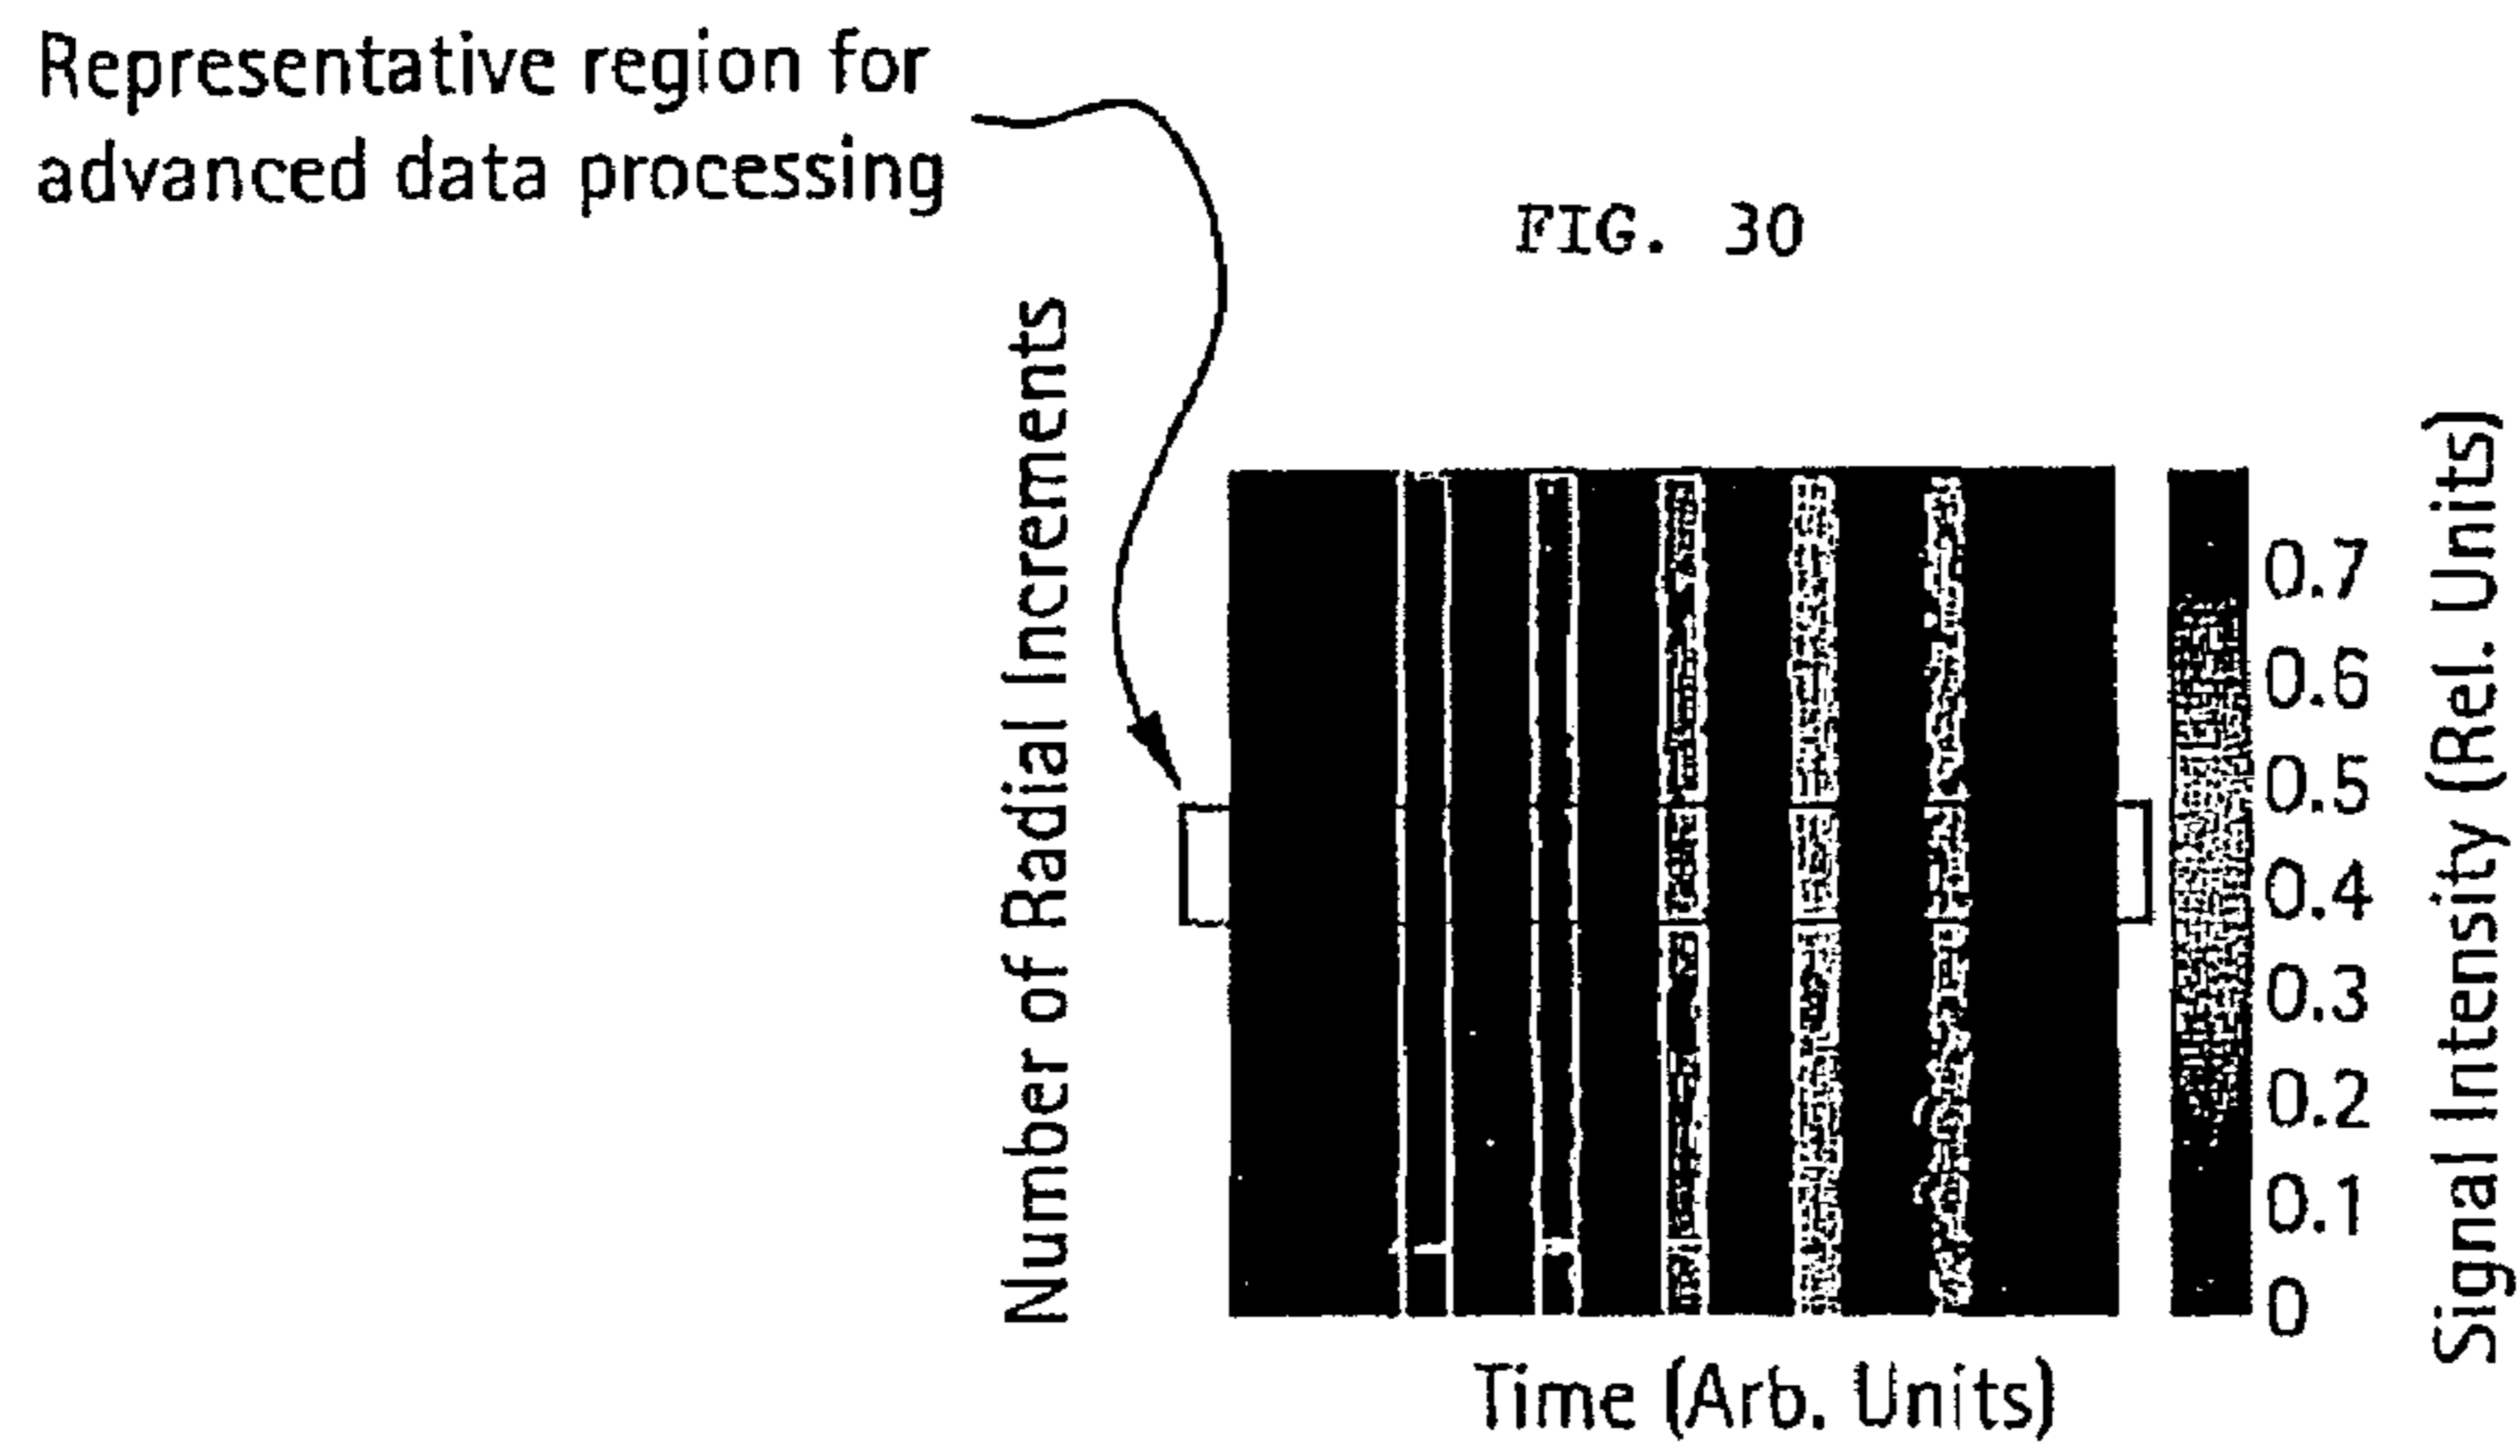 Representative region for
advanced data processing
FIG. 30
Number of Radial Increments
0.7
0.6
0.5
0.4
0.3
0.2
0.1
0
Signal Intensity (Rel. Units)
Time (Arb. Units)